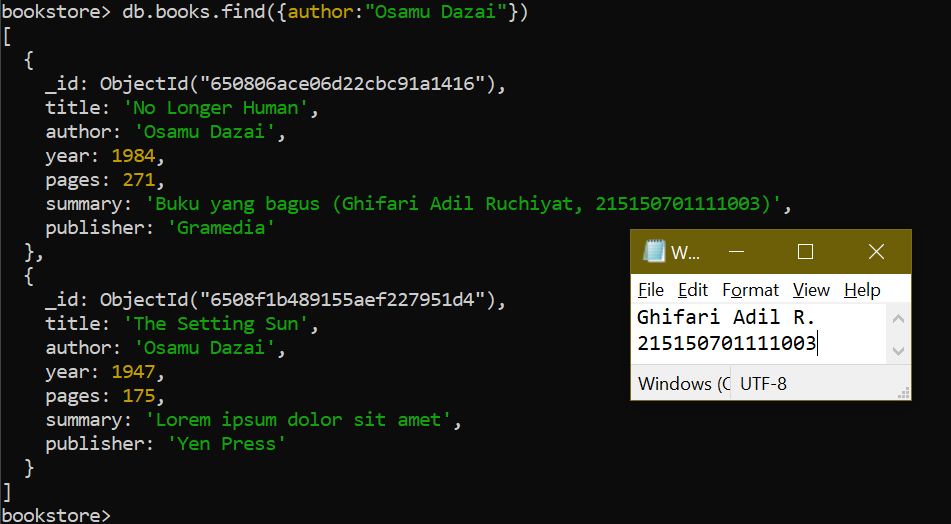 bookstore> db.books.find({author:"Osamu Dazai"})
[
  {
    _id: ObjectId("650806ace06d22cbc91a1416"),
    title: 'No Longer Human',
    author: 'Osamu Dazai',
    year: 1984,
    pages: 271,
    summary: 'Buku yang bagus (Ghifari Adil Ruchiyat, 215150701111003)',
    publisher: 'Gramedia'
  },
  {
    _id: ObjectId("6508f1b489155aef227951d4"),
    title: 'The Setting Sun',
    author: 'Osamu Dazai',
    year: 1947,
    pages: 175,
    summary: 'Lorem ipsum dolor sit amet',
    publisher: 'Yen Press'
  }
]
bookstore>
W...
File Edit Format View Help
Ghifari Adil R.
215150701111003
Windows (C UTF-8